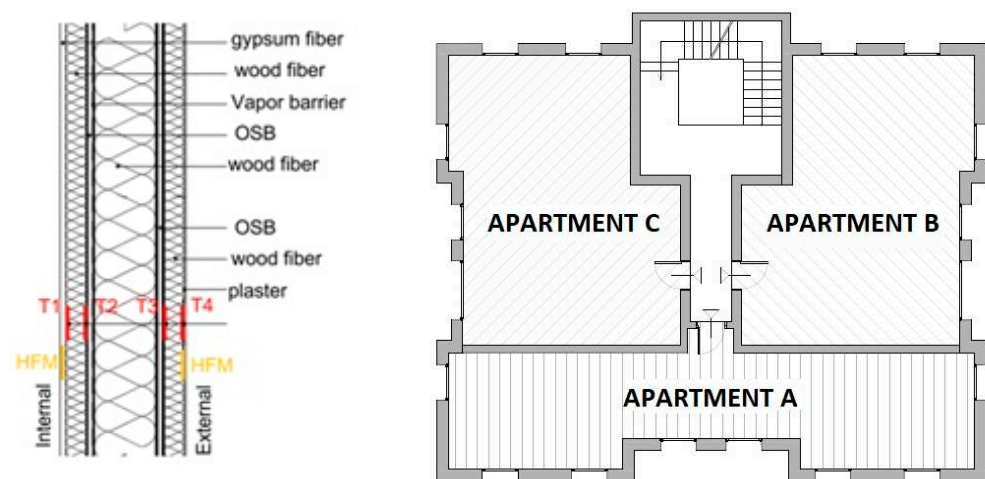 gypsum fiber
wood fiber
Vapor barrier
OSB
wood fiber
OSB
wood fiber
plaster
T1 T2 T3 T4
HFM HFM
Internal
External
APARTMENT C
APARTMENT B
APARTMENT A